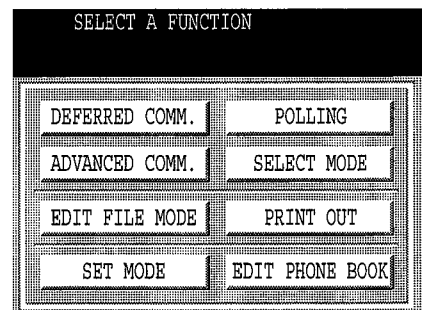 SELECT A FUNCTION
DEFERRED COMM. POLLING
ADVANCED COMM. SELECT MODE
EDIT FILE MODE PRINT OUT
SET MODE EDIT PHONE BOOK